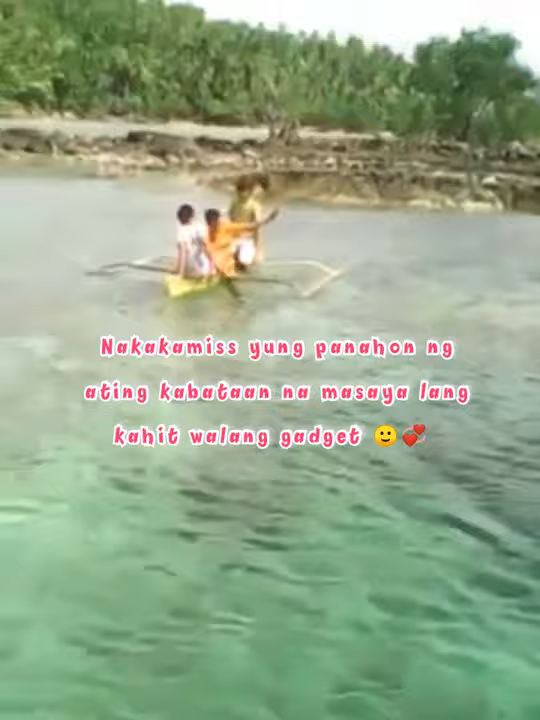 Nakakamiss yung panahon ng
ating kabataan na masaya lang
kahit walang gadget 🙂💞